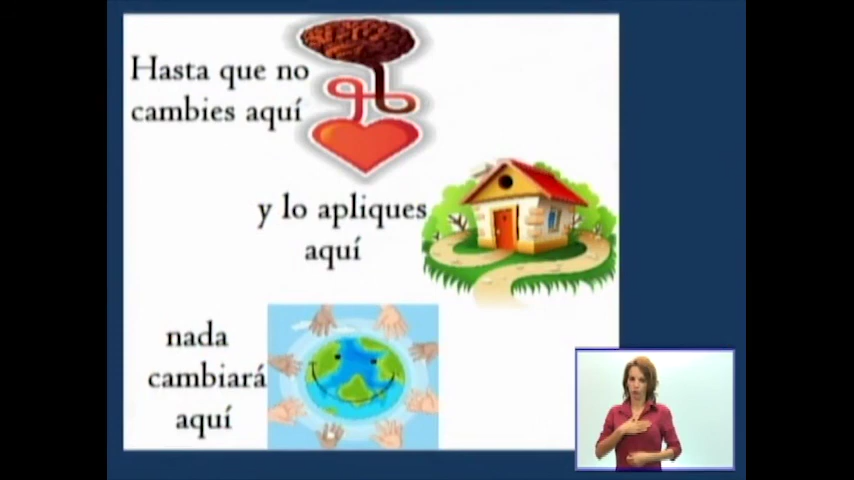 Hasta que no
cambies aquí
y lo apliques
aquí
nada
cambiará
aquí